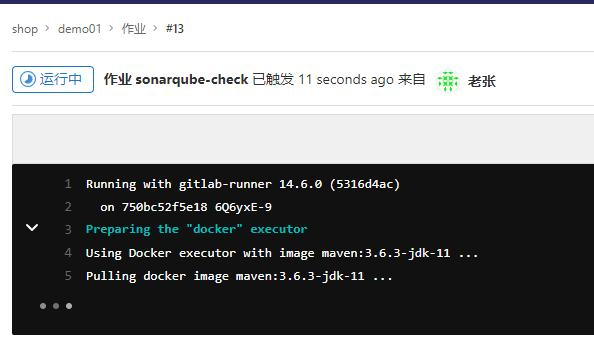 shop > demo01 > 作业 > #13
运行中 作业 sonarqube-check 已触发 11 seconds ago 来自 老张
1 Running with gitlab-runner 14.6.0 (5316d4ac)
2 on 750bc52f5e18 6Q6yxE-9
3 Preparing the "docker" executor
4 Using Docker executor with image maven:3.6.3-jdk-11 ...
5 Pulling docker image maven:3.6.3-jdk-11 ...